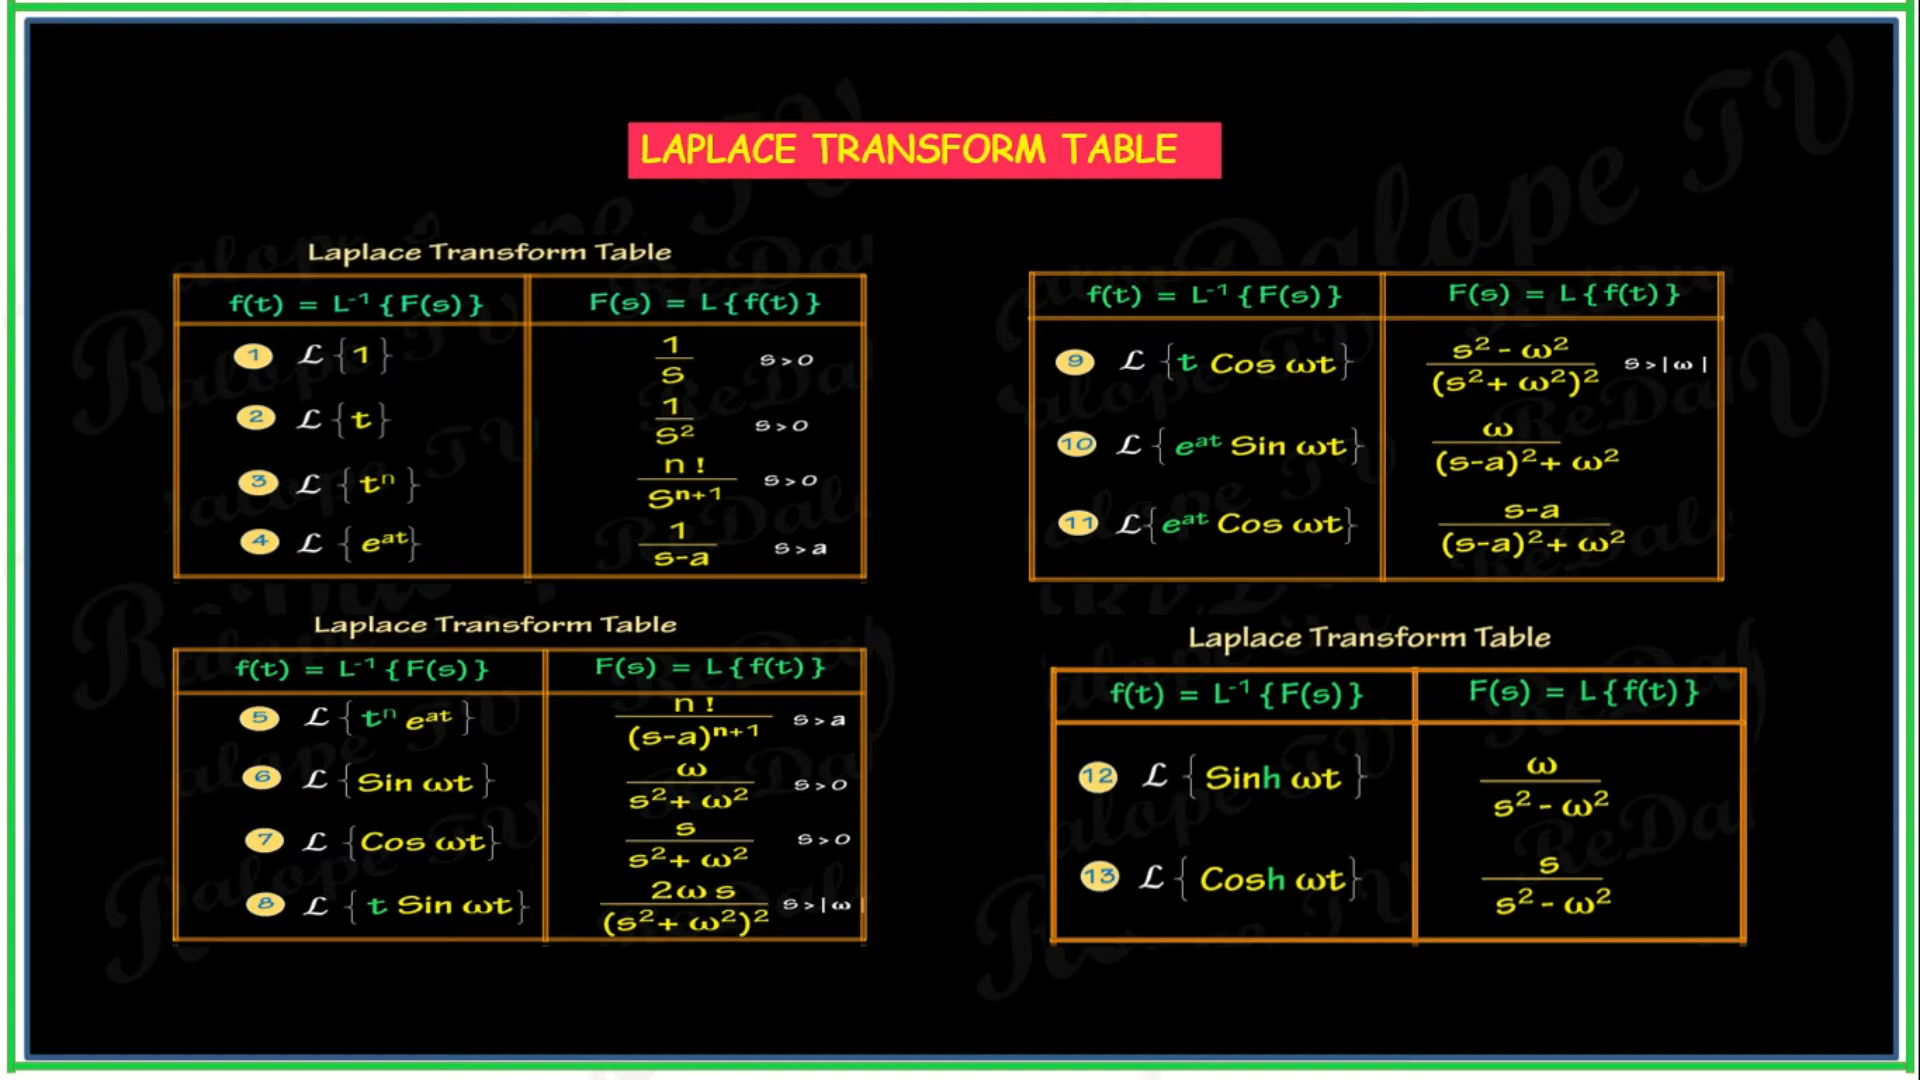 LAPLACE TRANSFORM TABLE
Laplace Transform Table
f(t) = L⁻¹ { F(s) } F(s) = L { f(t) }
1 ℒ {1} 1/s s>0
2 ℒ {t} 1/s² s>0
3 ℒ {tⁿ} n!/sⁿ⁺¹ s>0
4 ℒ {eᵃᵗ} 1/(s-a) s>a
Laplace Transform Table
f(t) = L⁻¹ { F(s) } F(s) = L { f(t) }
5 ℒ {tⁿ eᵃᵗ} n!/(s-a)ⁿ⁺¹ s>a
6 ℒ {Sin ωt} ω/(s²+ ω²) s>0
7 ℒ {Cos ωt} s/(s²+ ω²) s>0
8 ℒ {t Sin ωt} 2ω s/(s²+ ω²)² s>|ω|
f(t) = L⁻¹ { F(s) } F(s) = L { f(t) }
9 ℒ {t Cos ωt} (s² - ω²)/(s²+ ω²)² s>|ω|
10 ℒ {eᵃᵗ Sin ωt} ω/((s-a)²+ ω²)
11 ℒ {eᵃᵗ Cos ωt} (s-a)/((s-a)²+ ω²)
Laplace Transform Table
f(t) = L⁻¹ { F(s) } F(s) = L { f(t) }
12 ℒ {Sinh ωt} ω/(s² - ω²)
13 ℒ {Cosh ωt} s/(s² - ω²)